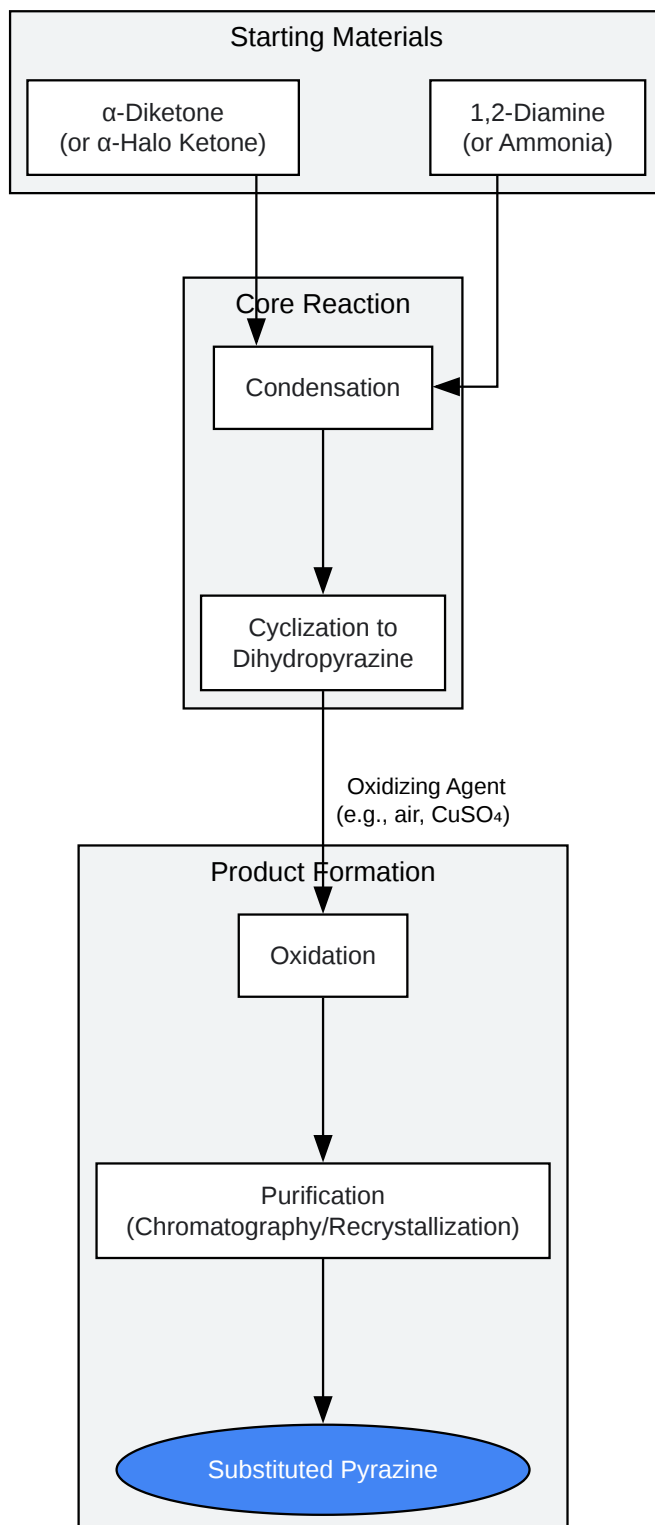 Starting Materials
α-Diketone
(or α-Halo Ketone)
1,2-Diamine
(or Ammonia)
Core Reaction
Condensation
Cyclization to
Dihydropyrazine
Oxidizing Agent
(e.g., air, CuSO₄)
Product Formation
Oxidation
Purification
(Chromatography/Recrystallization)
Substituted Pyrazine